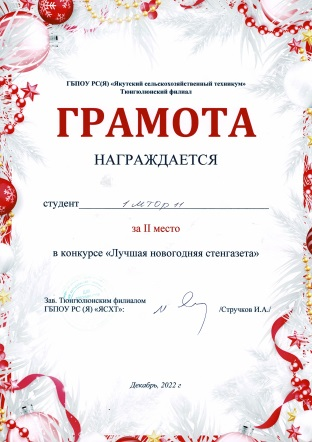 ГБПОУ РС(Я) «Якутский сельскохозяйственный техникум»
Тюнгюлюнский филиал
ГРАМОТА
НАГРАЖДАЕТСЯ
студент 1 МТОР 11
за II место
в конкурсе «Лучшая новогодняя стенгазета»
Зав. Тюнгюлюнским филиалом
ГБПОУ РС (Я) «ЯСХТ»: /Стручков И.А./
Декабрь, 2022 г